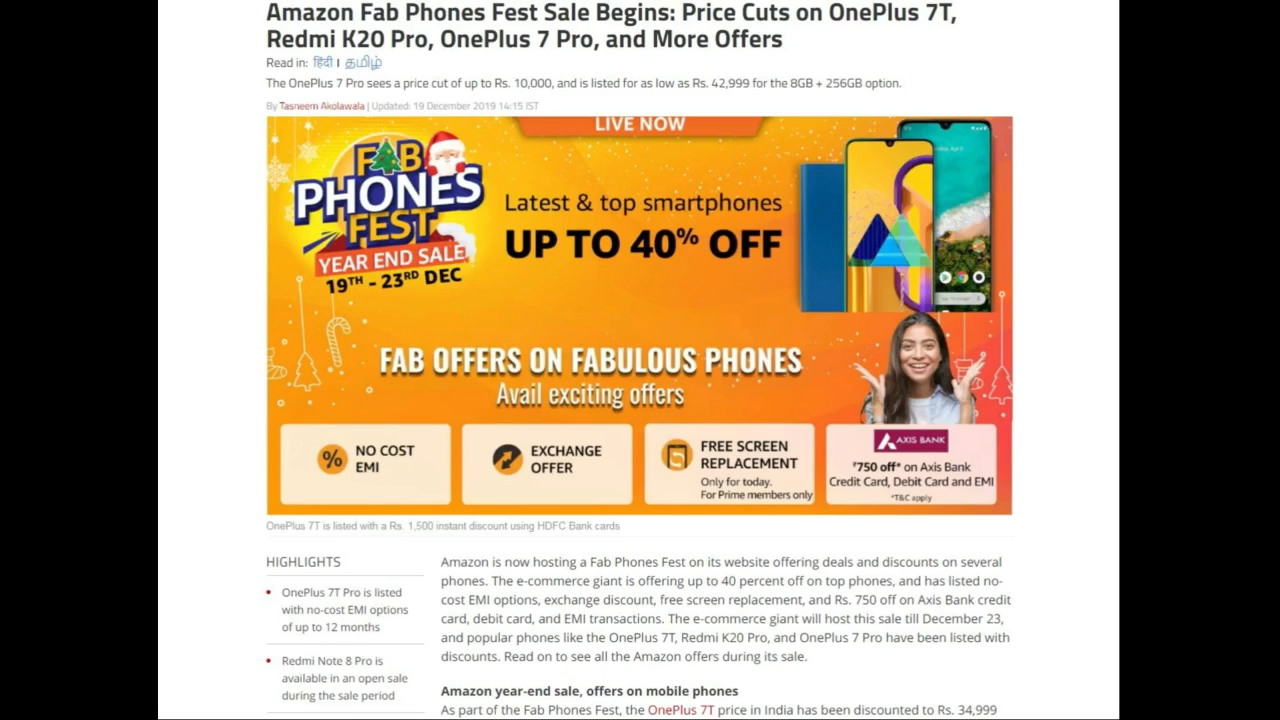 Amazon Fab Phones Fest Sale Begins: Price Cuts on OnePlus 7T,
Redmi K20 Pro, OnePlus 7 Pro, and More Offers
Read in: हिंदी | தமிழ்
The OnePlus 7 Pro sees a price cut of up to Rs. 10,000, and is listed for as low as Rs. 42,999 for the 8GB + 256GB option.
By Tasneem Akolawala | Updated: 19 December 2019 14:15 IST
LIVE NOW
FAB
PHONES
FEST
YEAR END SALE
19TH - 23RD DEC
Latest & top smartphones
UP TO 40% OFF
FAB OFFERS ON FABULOUS PHONES
Avail exciting offers
% NO COST
EMI
EXCHANGE
OFFER
FREE SCREEN
REPLACEMENT
Only for today.
For Prime members only
AXIS BANK
₹750 off* on Axis Bank
Credit Card, Debit Card and EMI
*T&C apply
OnePlus 7T is listed with a Rs. 1,500 instant discount using HDFC Bank cards
HIGHLIGHTS
• OnePlus 7T Pro is listed
with no-cost EMI options
of up to 12 months
• Redmi Note 8 Pro is
available in an open sale
during the sale period
Amazon is now hosting a Fab Phones Fest on its website offering deals and discounts on several
phones. The e-commerce giant is offering up to 40 percent off on top phones, and has listed no-
cost EMI options, exchange discount, free screen replacement, and Rs. 750 off on Axis Bank credit
card, debit card, and EMI transactions. The e-commerce giant will host this sale till December 23,
and popular phones like the OnePlus 7T, Redmi K20 Pro, and OnePlus 7 Pro have been listed with
discounts. Read on to see all the Amazon offers during its sale.
Amazon year-end sale, offers on mobile phones
As part of the Fab Phones Fest, the OnePlus 7T price in India has been discounted to Rs. 34,999